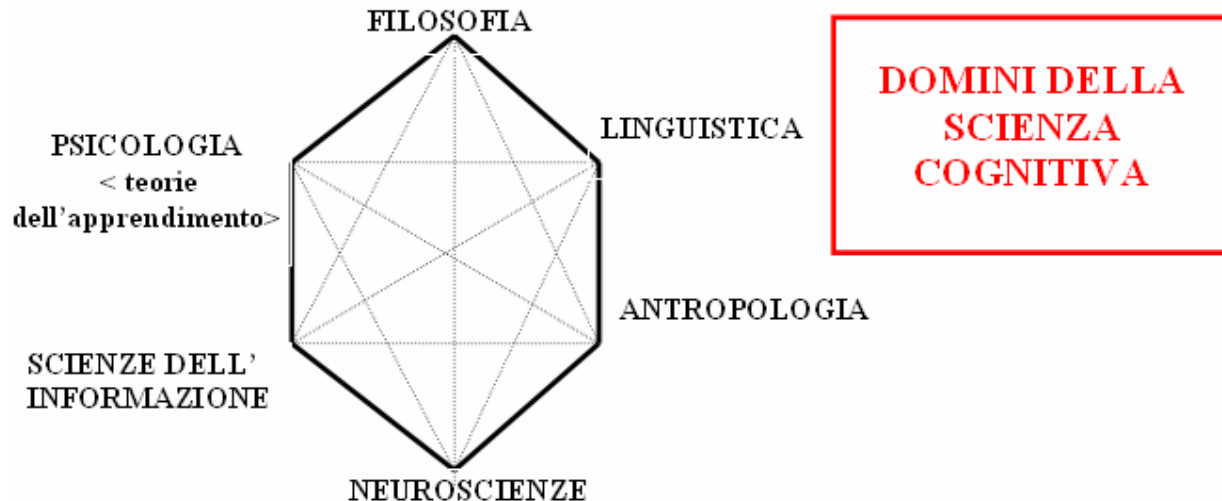 FILOSOFIA
DOMINI DELLA
SCIENZA
COGNITIVA
LINGUISTICA
PSICOLOGIA
< teorie
dell'apprendimento>
ANTROPOLOGIA
SCIENZE DELL'
INFORMAZIONE
NEUROSCIENZE